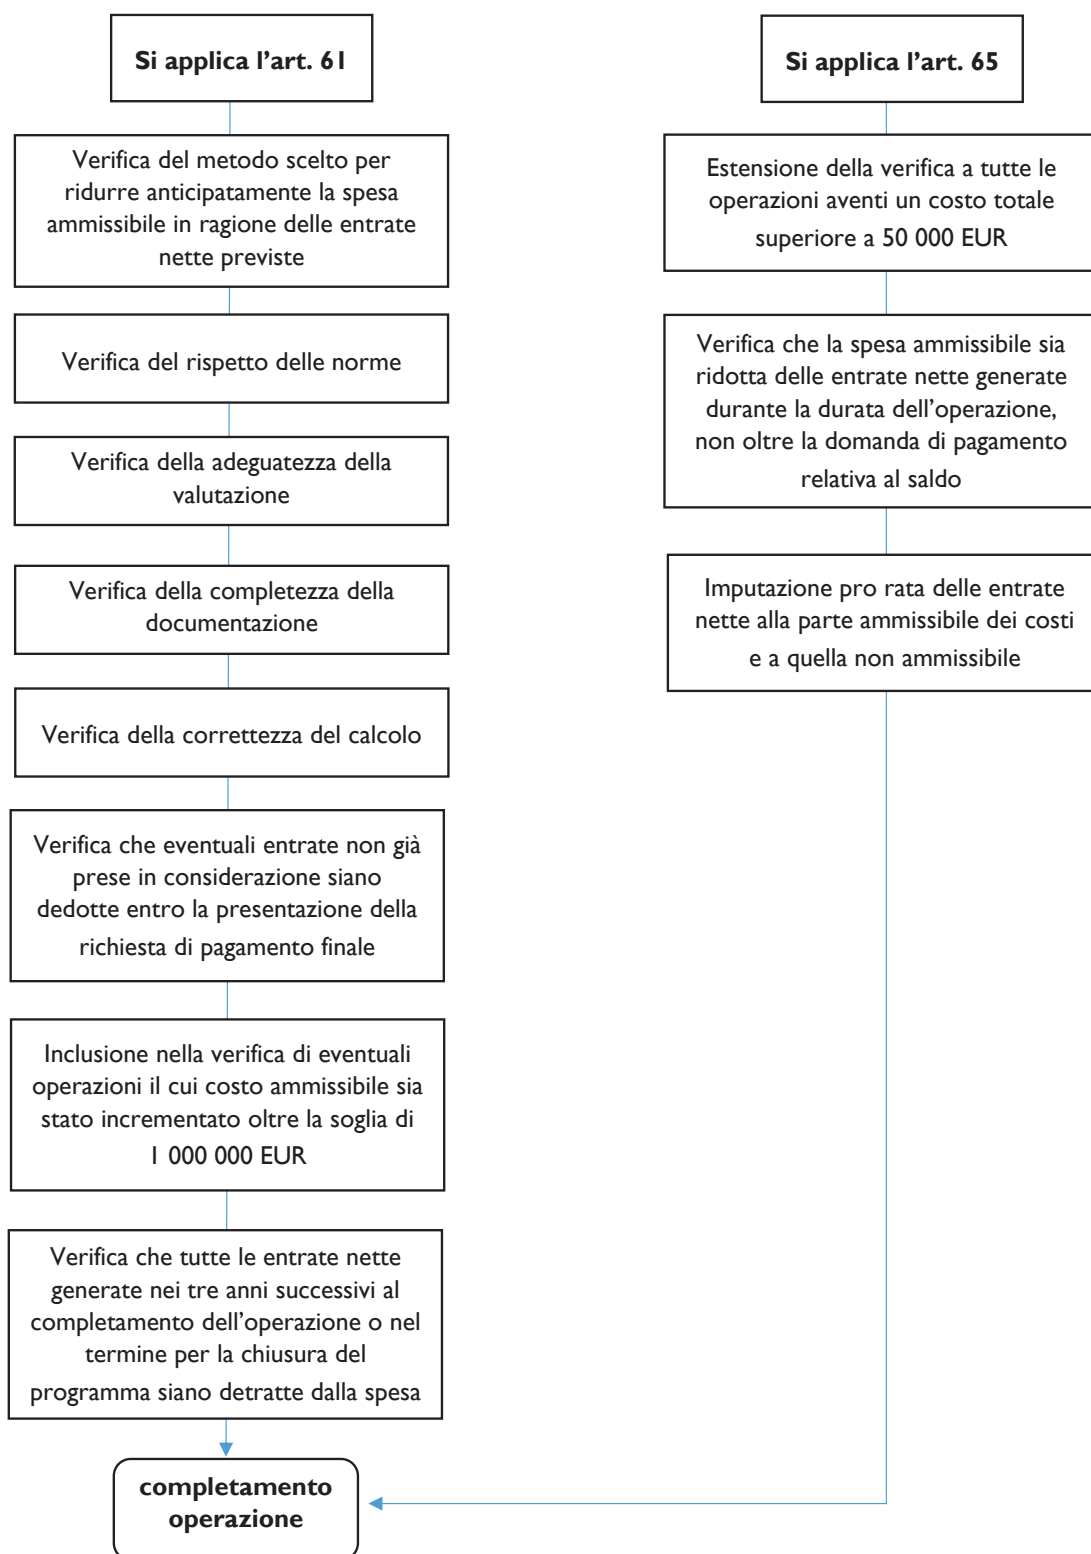 Si applica l’art. 61
Verifica del metodo scelto per
ridurre anticipatamente la spesa
ammissibile in ragione delle entrate
nette previste
Verifica del rispetto delle norme
Verifica della adeguatezza della
valutazione
Verifica della completezza della
documentazione
Verifica della correttezza del calcolo
Verifica che eventuali entrate non già
prese in considerazione siano
dedotte entro la presentazione della
richiesta di pagamento finale
Inclusione nella verifica di eventuali
operazioni il cui costo ammissibile sia
stato incrementato oltre la soglia di
1 000 000 EUR
Verifica che tutte le entrate nette
generate nei tre anni successivi al
completamento dell’operazione o nel
termine per la chiusura del
programma siano detratte dalla spesa
Si applica l’art. 65
Estensione della verifica a tutte le
operazioni aventi un costo totale
superiore a 50 000 EUR
Verifica che la spesa ammissibile sia
ridotta delle entrate nette generate
durante la durata dell’operazione,
non oltre la domanda di pagamento
relativa al saldo
Imputazione pro rata delle entrate
nette alla parte ammissibile dei costi
e a quella non ammissibile
completamento
operazione